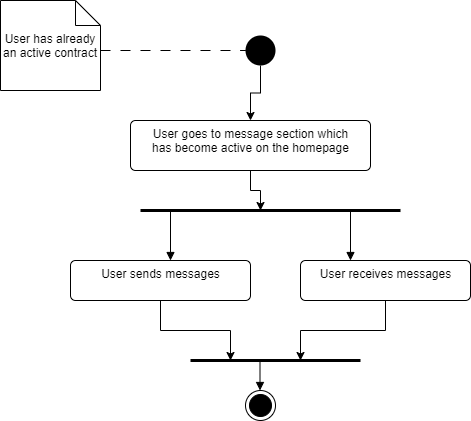 User has already
an active contract
User goes to message section which
has become active on the homepage
User sends messages
User receives messages